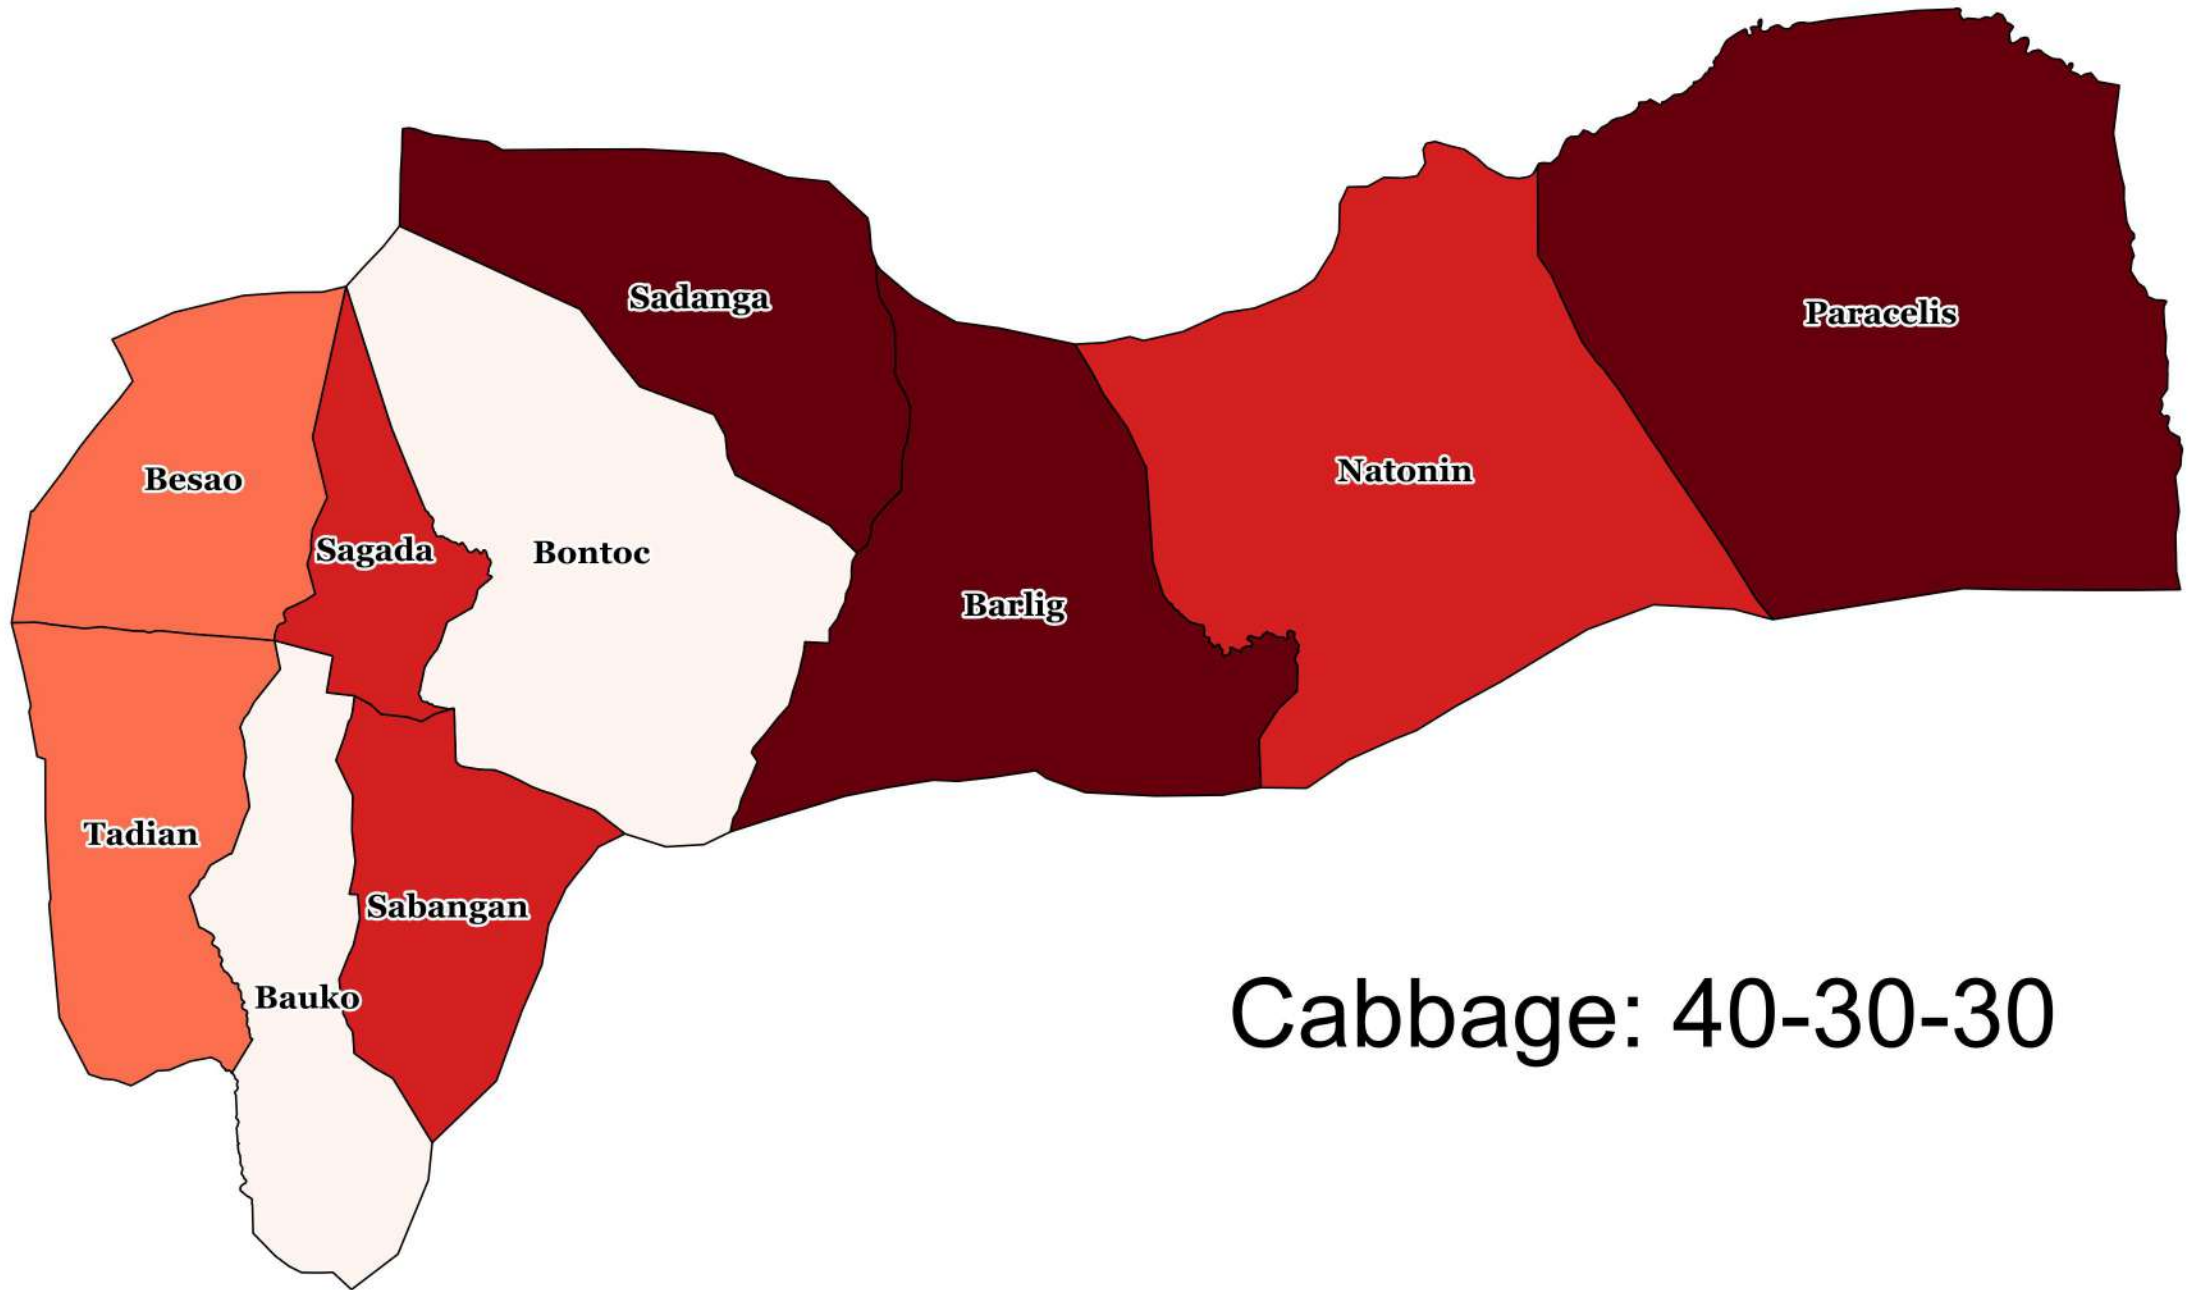 Sadanga
Paracelis
Natonin
Besao
Sagada
Bontoc
Barlig
Tadian
Sabangan
Bauko
Cabbage: 40-30-30